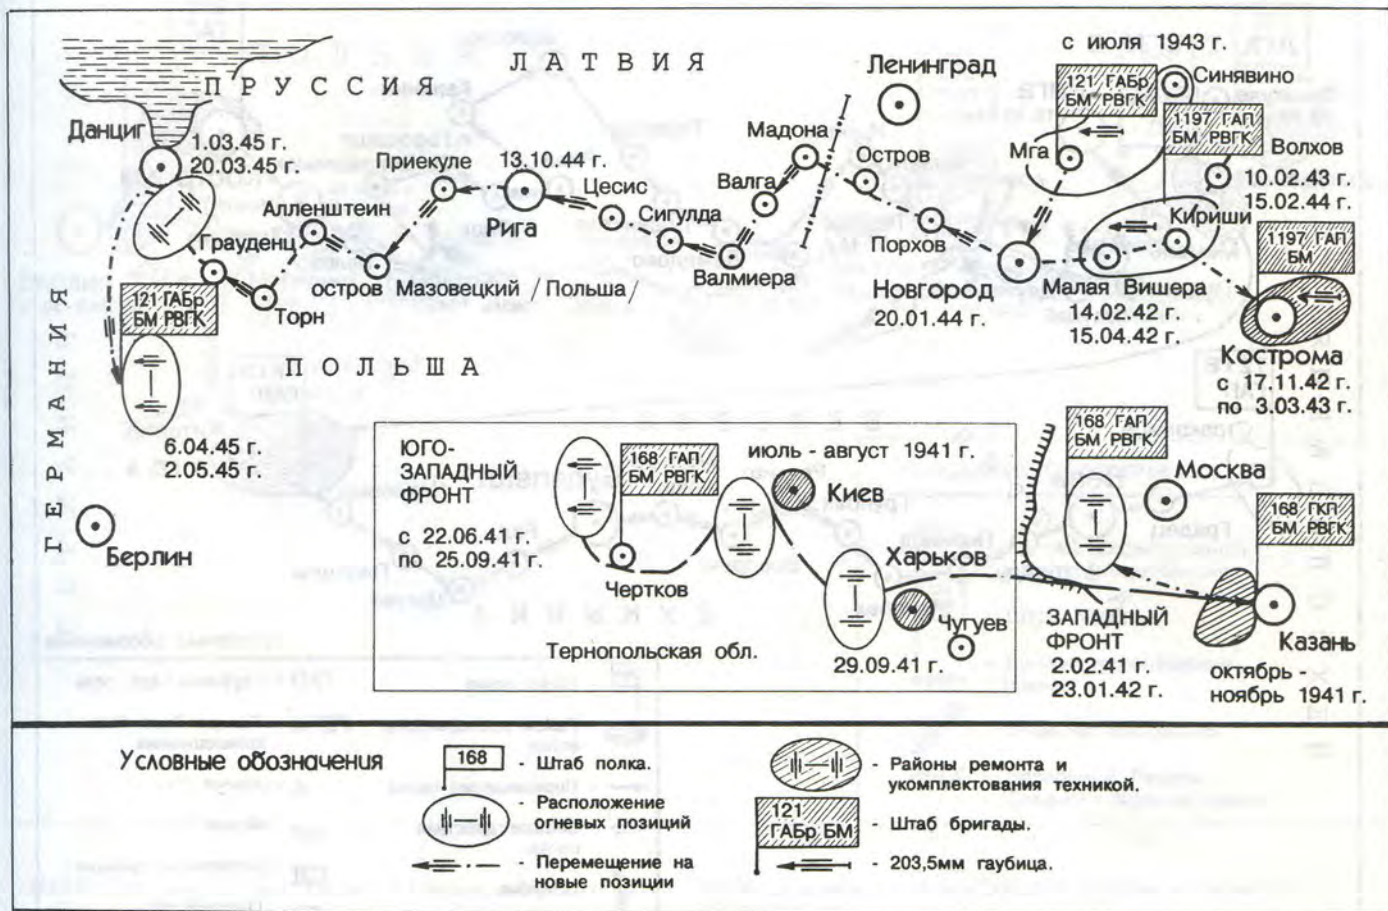 с июля 1943 г.
ЛАТВИЯ
ПРУССИЯ
Ленинград
121 ГАБр
БМ РВГК
Синявино
Данциг
1.03.45 г.
20.03.45 г.
Мадона
Остров
Мга
1197 ГАП
БМ РВГК
Волхов
Приекуле
13.10.44 г.
Цесис
Валга
10.02.43 г.
15.02.44 г.
Алленштеин
Рига
Сигулда
Порхов
Кириши
1197 ГАП
БМ
Грауденц
Валмиера
остров Мазовецкий /Польша/
Новгород
20.01.44 г.
Малая Вишера
14.02.42 г.
15.04.42 г.
121 ГАБр
БМ РВГК
Торн
ГЕРМАНИЯ
ПОЛЬША
Кострома
с 17.11.42 г.
по 3.03.43 г.
6.04.45 г.
2.05.45 г.
Берлин
ЮГО-
ЗАПАДНЫЙ
ФРОНТ
с 22.06.41 г.
по 25.09.41 г.
168 ГАП
БМ РВГК
июль - август 1941 г.
Киев
Чертков
Харьков
Чугуев
Тернопольская обл.
29.09.41 г.
168 ГАП
БМ РВГК
Москва
168 ГКП
БМ РВГК
ЗАПАДНЫЙ
ФРОНТ
2.02.41 г.
23.01.42 г.
Казань
октябрь -
ноябрь 1941 г.
Условные обозначения
168 - Штаб полка.
- Расположение
огневых позиций
- Перемещение на
новые позиции
- Районы ремонта и
укомплектования техникой.
121
ГАБр БМ - Штаб бригады.
- 203,5мм гаубица.